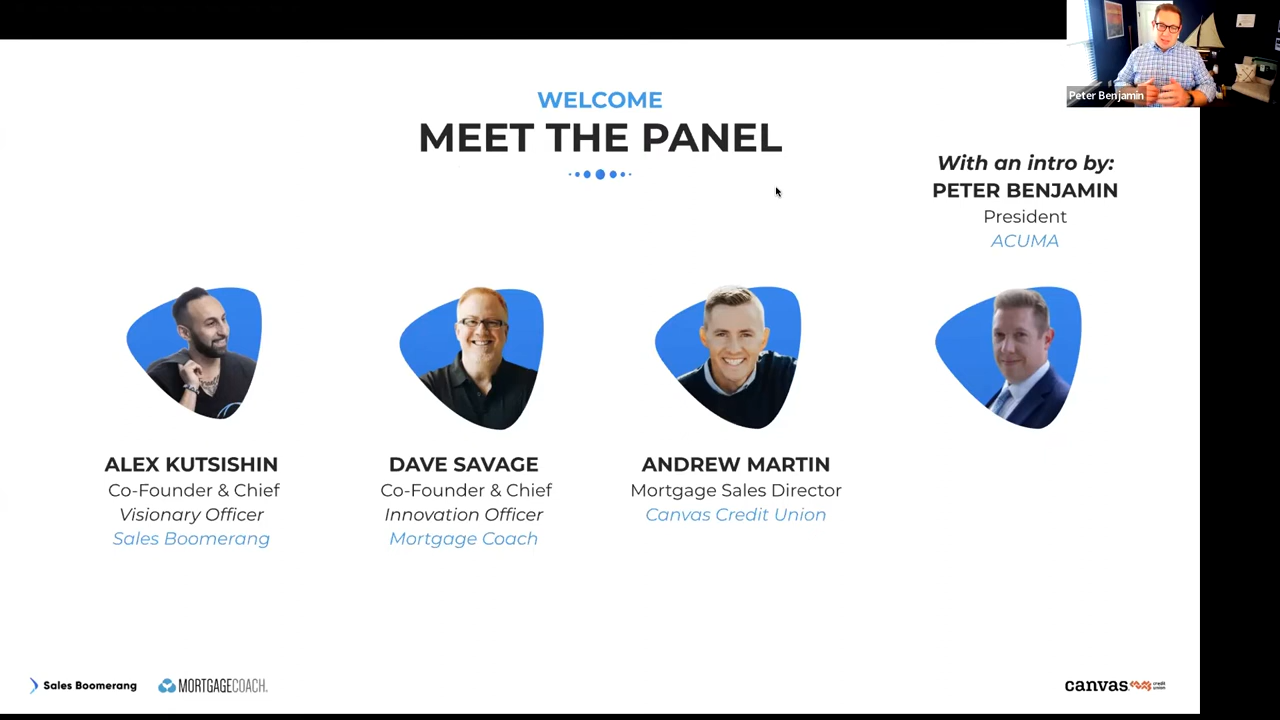 Peter Benjamin
WELCOME
MEET THE PANEL
With an intro by:
PETER BENJAMIN
President
ACUMA
ALEX KUTSISHIN
Co-Founder & Chief
Visionary Officer
Sales Boomerang
DAVE SAVAGE
Co-Founder & Chief
Innovation Officer
Mortgage Coach
ANDREW MARTIN
Mortgage Sales Director
Canvas Credit Union
Sales Boomerang
MORTGAGECOACH.
canvas
credit
union